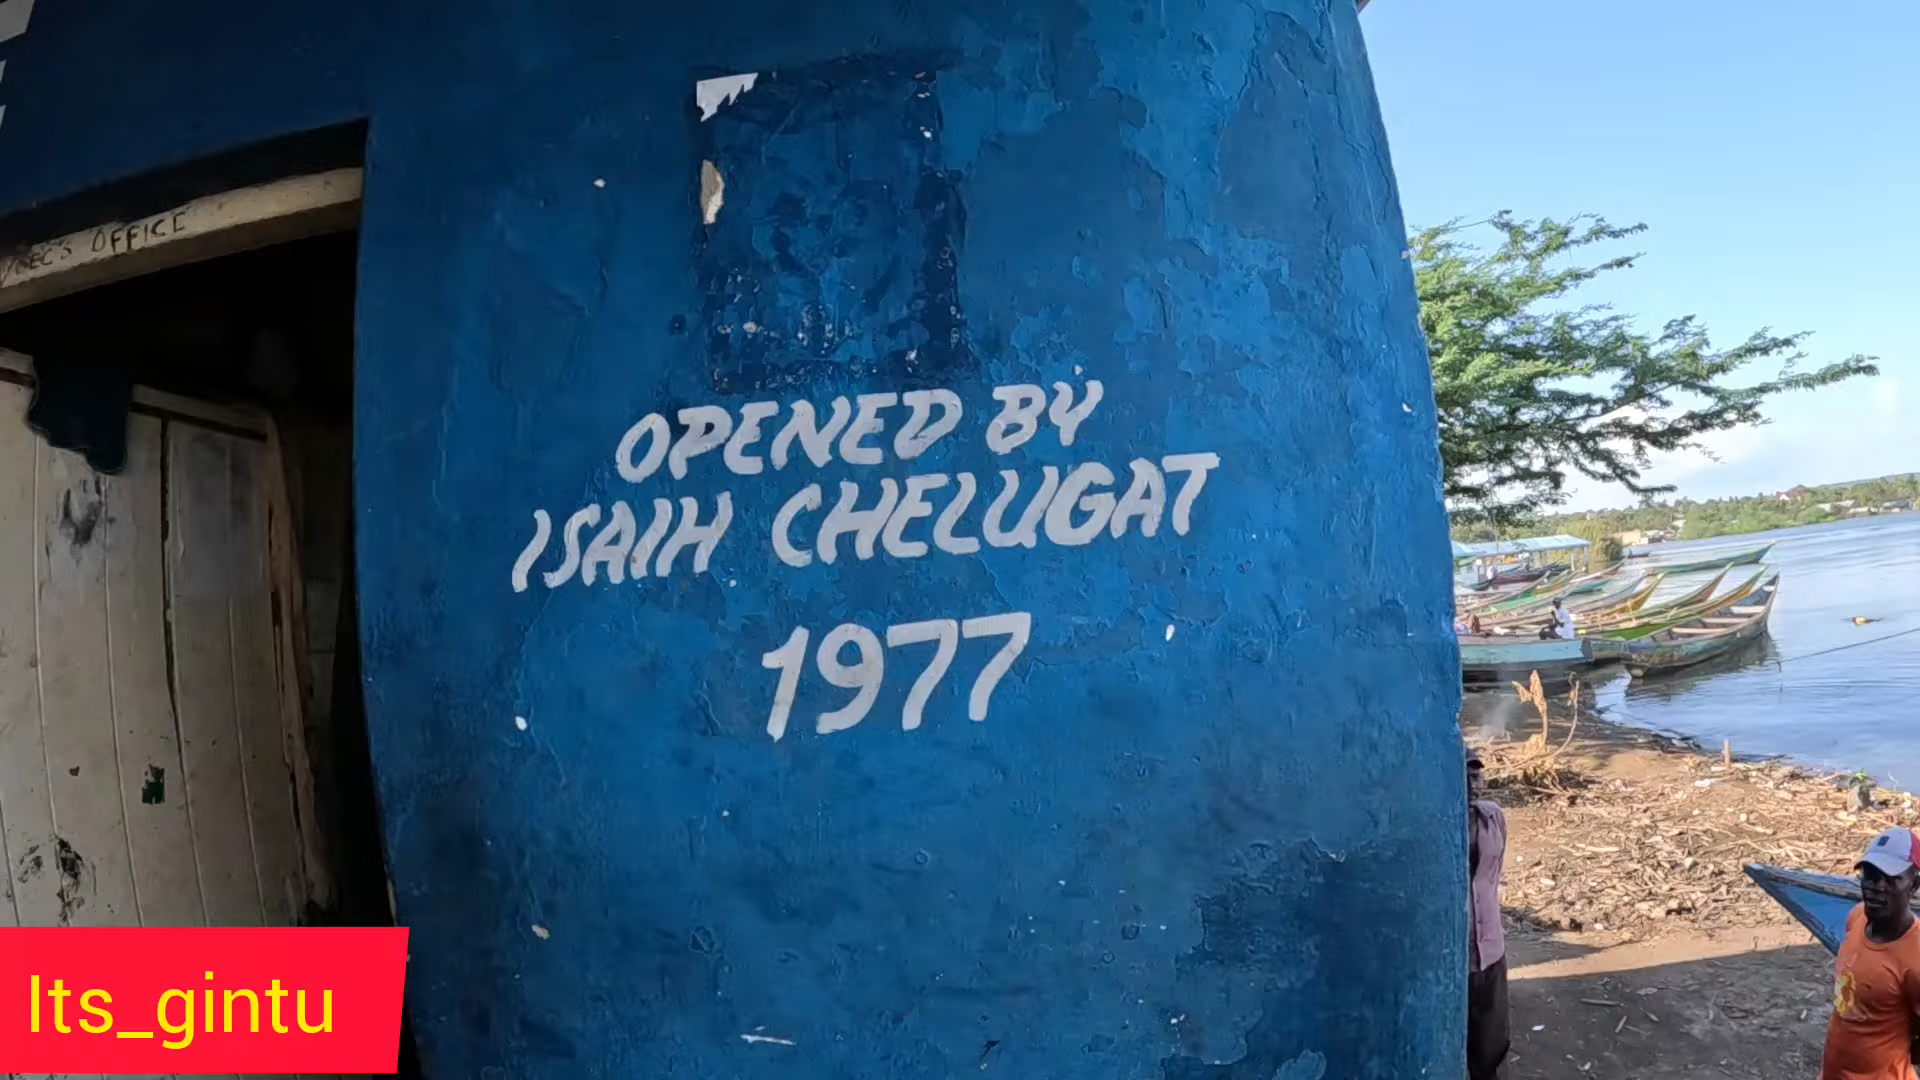 OFFICE
OPENED BY
ISAIH CHELUGAT
1977
Its_gintu